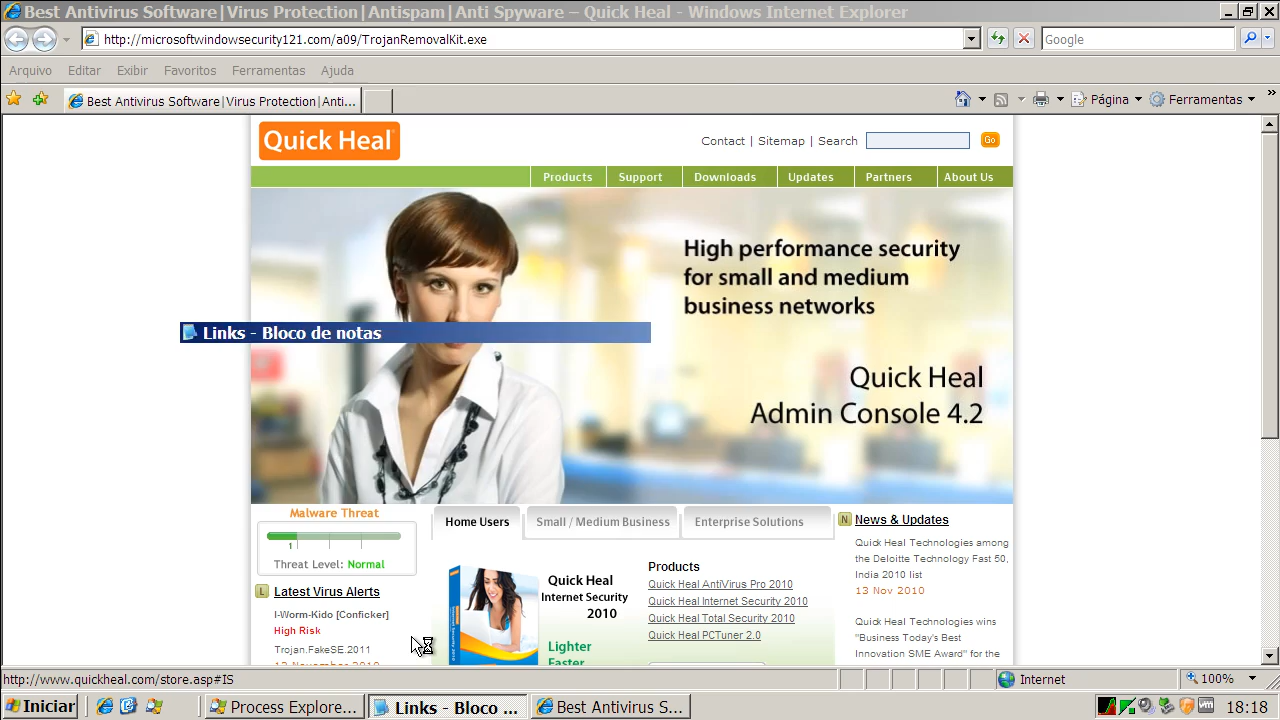 Best Antivirus Software|Virus Protection|Antispam|Anti Spyware – Quick Heal - Windows Internet Explorer
http://microsoftwindowsecurity121.com/a09/TrojanRemovalKit.exe
Google
Arquivo Editar Exibir Favoritos Ferramentas Ajuda
Best Antivirus Software|Virus Protection|Anti...
Página Ferramentas
Quick Heal
Contact | Sitemap | Search
Go
Products Support Downloads Updates Partners About Us
High performance security
for small and medium
business networks
Links - Bloco de notas
Quick Heal
Admin Console 4.2
Malware Threat
1
Threat Level: Normal
L Latest Virus Alerts
I-Worm-Kido [Conficker]
High Risk
Trojan.FakeSE.2011
13 November 2010
Home Users Small / Medium Business Enterprise Solutions
Quick Heal
Internet Security
2010
Lighter
Faster
Internet Security 2010
Products
Quick Heal AntiVirus Pro 2010
Quick Heal Internet Security 2010
Quick Heal Total Security 2010
Quick Heal PCTuner 2.0
N News & Updates
Quick Heal Technologies among
the Deloitte Technology Fast 50,
India 2010 list
13 Nov 2010
Quick Heal Technologies wins
"Business Today's Best
Innovation SME Award" for the
http://www.quickheal.com/store.asp#IS
Internet
100%
Iniciar
Process Explore...
Links - Bloco ...
Best Antivirus S...
18:18